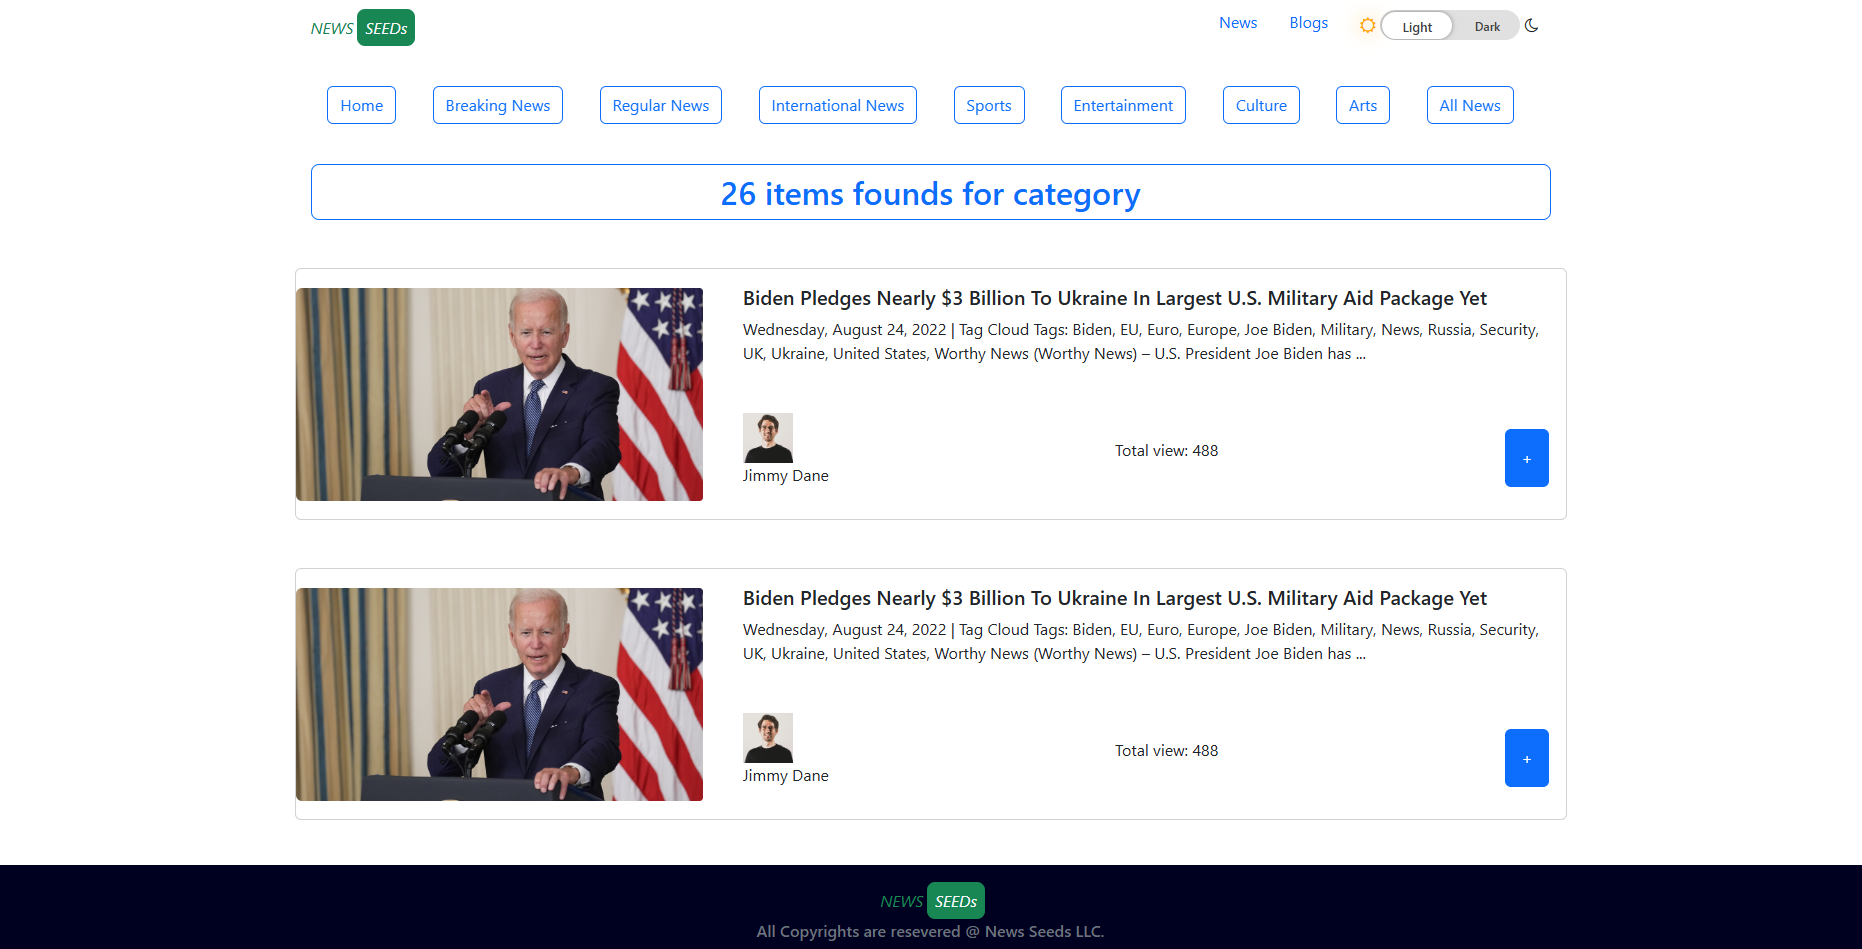 NEWS SEEDs
News Blogs Light Dark
Home Breaking News Regular News International News Sports Entertainment Culture Arts All News
26 items founds for category
Biden Pledges Nearly $3 Billion To Ukraine In Largest U.S. Military Aid Package Yet
Wednesday, August 24, 2022 | Tag Cloud Tags: Biden, EU, Euro, Europe, Joe Biden, Military, News, Russia, Security,
UK, Ukraine, United States, Worthy News (Worthy News) – U.S. President Joe Biden has ...
Total view: 488
+
Jimmy Dane
Biden Pledges Nearly $3 Billion To Ukraine In Largest U.S. Military Aid Package Yet
Wednesday, August 24, 2022 | Tag Cloud Tags: Biden, EU, Euro, Europe, Joe Biden, Military, News, Russia, Security,
UK, Ukraine, United States, Worthy News (Worthy News) – U.S. President Joe Biden has ...
Total view: 488
+
Jimmy Dane
NEWS SEEDs
All Copyrights are resevered @ News Seeds LLC.